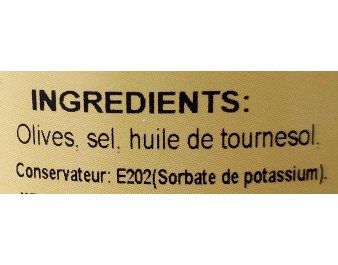 INGREDIENTS:
Olives, sel, huile de tournesol.
Conservateur: E202(Sorbate de potassium).